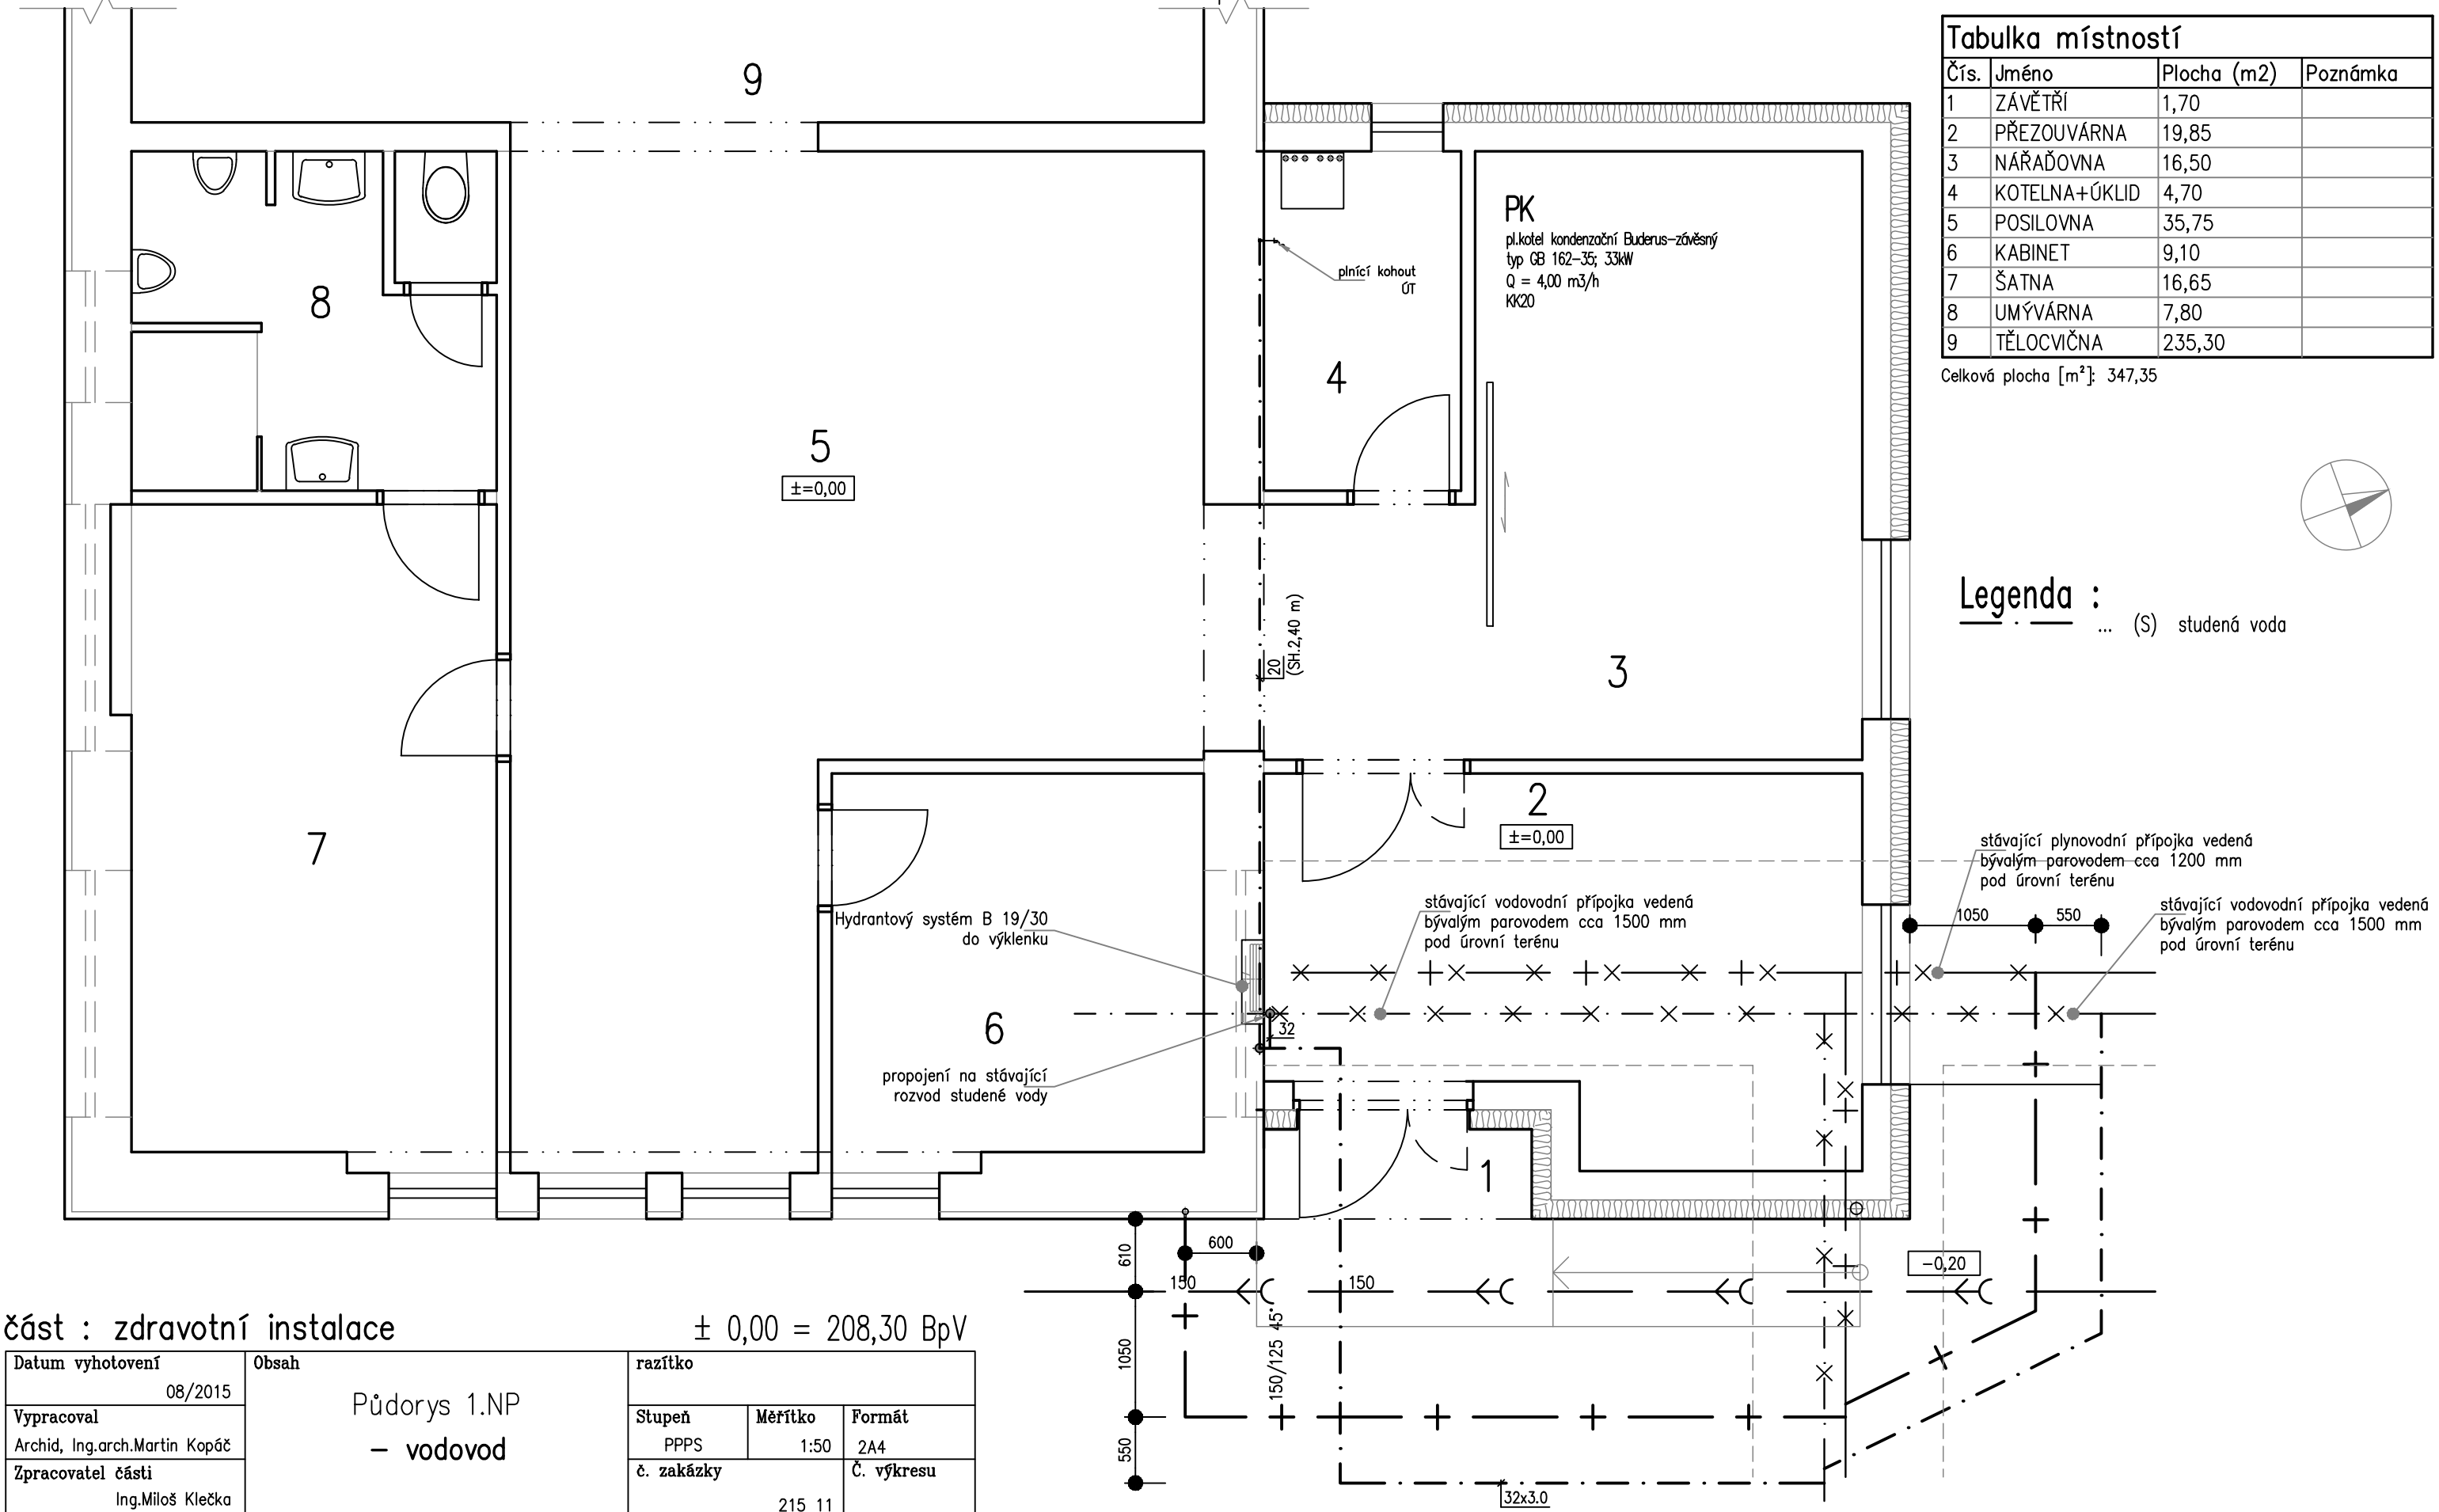 Tabulka místností
Čís. Jméno Plocha (m2) Poznámka
1 ZÁVĚTŘÍ 1,70
2 PŘEZOUVÁRNA 19,85
3 NÁŘAĎOVNA 16,50
4 KOTELNA+ÚKLID 4,70
5 POSILOVNA 35,75
6 KABINET 9,10
7 ŠATNA 16,65
8 UMÝVÁRNA 7,80
9 TĚLOCVIČNA 235,30
Celková plocha [m²]: 347,35
9
PK
pl.kotel kondenzační Buderus–závěsný
typ GB 162–35; 33kW
Q = 4,00 m3/h
KK20
plnící kohout
ÚT
8
4
5
±=0,00
Legenda :
... (S) studená voda
20
(SH.2,40 m)
3
2
±=0,00
7
stávající plynovodní přípojka vedená
bývalým parovodem cca 1200 mm
pod úrovní terénu
stávající vodovodní přípojka vedená
bývalým parovodem cca 1500 mm
pod úrovní terénu
stávající vodovodní přípojka vedená
bývalým parovodem cca 1500 mm
pod úrovní terénu
1050
550
Hydrantový systém B 19/30
do výklenku
6
32
propojení na stávající
rozvod studené vody
1
610
600
150
150
-0,20
150/125 45°
1050
550
32x3.0
část : zdravotní instalace
± 0,00 = 208,30 BpV
Datum vyhotovení
08/2015
Obsah
Půdorys 1.NP
– vodovod
razítko
Vypracoval
Archid, Ing.arch.Martin Kopáč
Stupeň
PPPS
Měřítko
1:50
Formát
2A4
Zpracovatel části
Ing.Miloš Klečka
č. zakázky
215 11
Č. výkresu